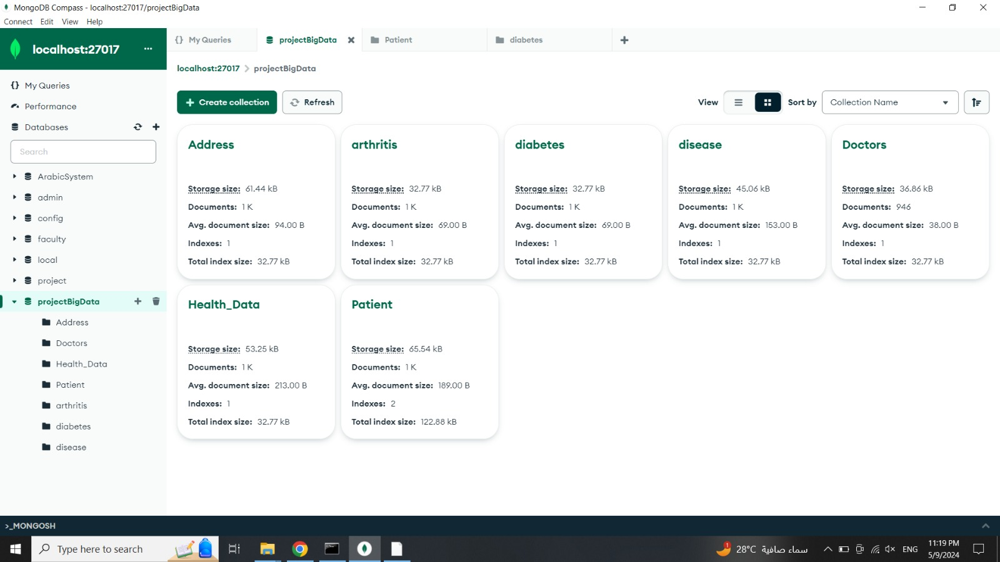 MongoDB Compass - localhost:27017/projectBigData
Connect Edit View Help
localhost:27017 ...
{} My Queries
projectBigData
Patient
diabetes
localhost:27017 > projectBigData
My Queries
Performance
Databases
Search
ArabicSystem
admin
config
faculty
local
project
projectBigData
Address
Doctors
Health_Data
Patient
arthritis
diabetes
disease
Create collection
Refresh
View
Sort by
Collection Name
Address
Storage size: 61.44 kB
Documents: 1 K
Avg. document size: 94.00 B
Indexes: 1
Total index size: 32.77 kB
arthritis
Storage size: 32.77 kB
Documents: 1 K
Avg. document size: 69.00 B
Indexes: 1
Total index size: 32.77 kB
diabetes
Storage size: 32.77 kB
Documents: 1 K
Avg. document size: 69.00 B
Indexes: 1
Total index size: 32.77 kB
disease
Storage size: 45.06 kB
Documents: 1 K
Avg. document size: 153.00 B
Indexes: 1
Total index size: 32.77 kB
Doctors
Storage size: 36.86 kB
Documents: 946
Avg. document size: 38.00 B
Indexes: 1
Total index size: 32.77 kB
Health_Data
Storage size: 53.25 kB
Documents: 1 K
Avg. document size: 213.00 B
Indexes: 1
Total index size: 32.77 kB
Patient
Storage size: 65.54 kB
Documents: 1 K
Avg. document size: 189.00 B
Indexes: 2
Total index size: 122.88 kB
>_MONGOSH
Type here to search
1
28°C سماء صافية
ENG
11:19 PM
5/9/2024